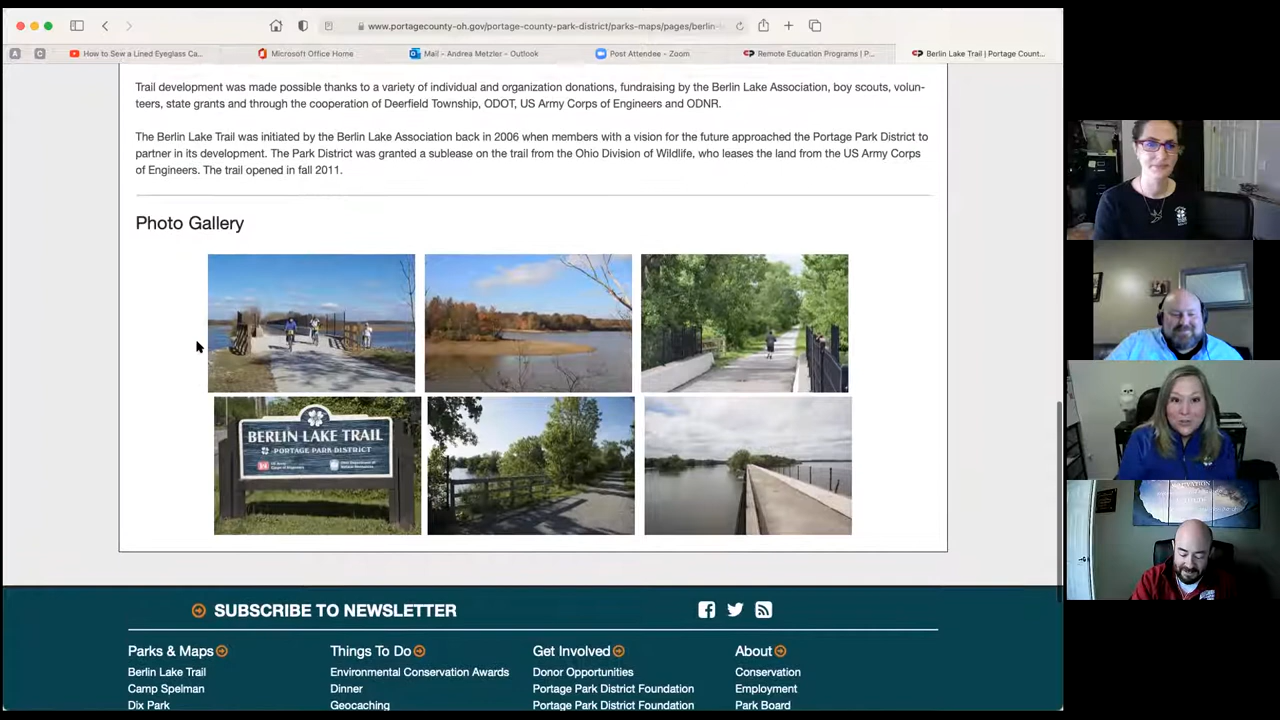 www.portagecounty-oh.gov/portage-county-park-district/parks-maps/pages/berlin-l
A
C
How to Sew a Lined Eyeglass Ca...
Microsoft Office Home
Mail – Andrea Metzler – Outlook
Post Attendee - Zoom
Remote Education Programs | P...
Berlin Lake Trail | Portage Count...
Trail development was made possible thanks to a variety of individual and organization donations, fundraising by the Berlin Lake Association, boy scouts, volun-
teers, state grants and through the cooperation of Deerfield Township, ODOT, US Army Corps of Engineers and ODNR.
The Berlin Lake Trail was initiated by the Berlin Lake Association back in 2006 when members with a vision for the future approached the Portage Park District to
partner in its development. The Park District was granted a sublease on the trail from the Ohio Division of Wildlife, who leases the land from the US Army Corps
of Engineers. The trail opened in fall 2011.
Photo Gallery
BERLIN LAKE TRAIL
PORTAGE PARK DISTRICT
SUBSCRIBE TO NEWSLETTER
Parks & Maps
Things To Do
Get Involved
About
Berlin Lake Trail
Environmental Conservation Awards
Donor Opportunities
Conservation
Camp Spelman
Dinner
Portage Park District Foundation
Employment
Dix Park
Geocaching
Portage Park District Foundation
Park Board